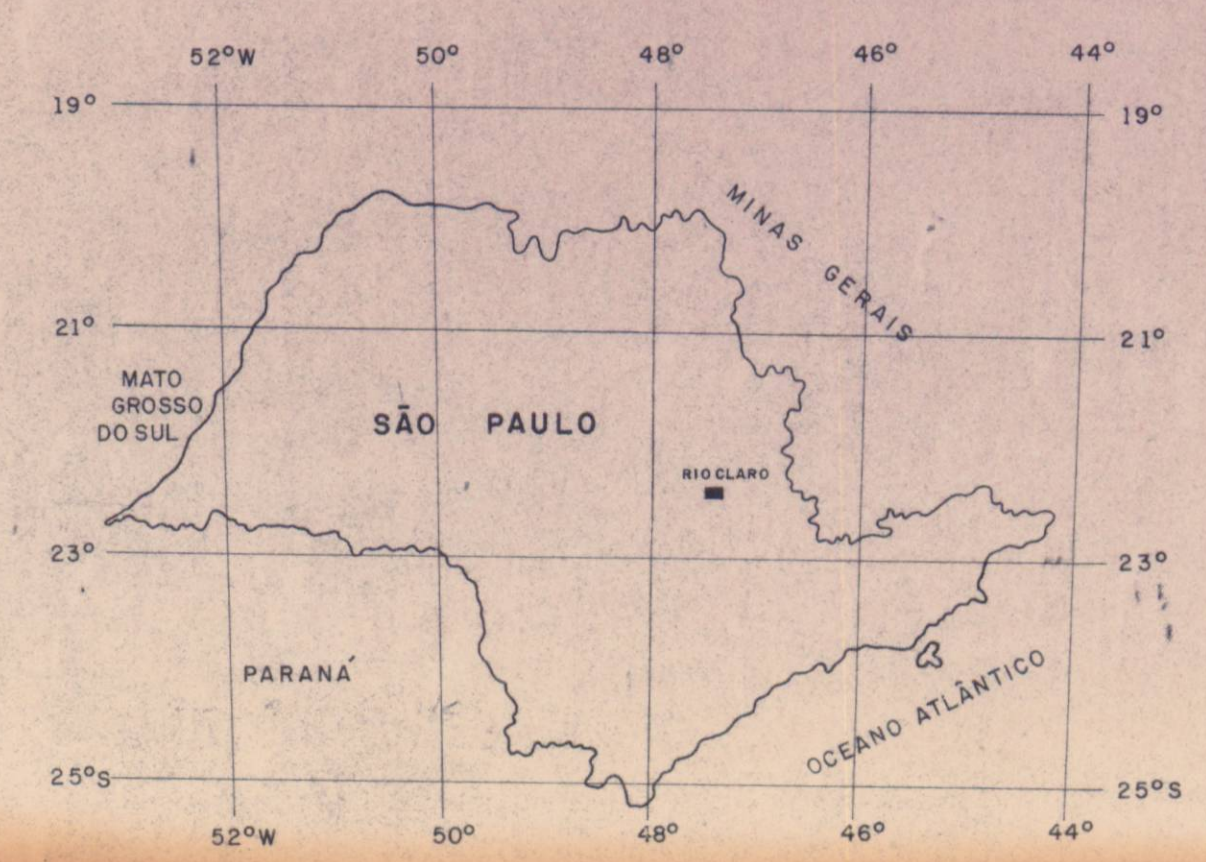 52°W 50° 48° 46° 44°
19° 19°
MINAS GERAIS
21° 21°
MATO
GROSSO
DO SUL
SÃO PAULO
RIO CLARO
23° 23°
PARANÁ
OCEANO ATLÂNTICO
25°S 25°S
52°W 50° 48° 46° 44°